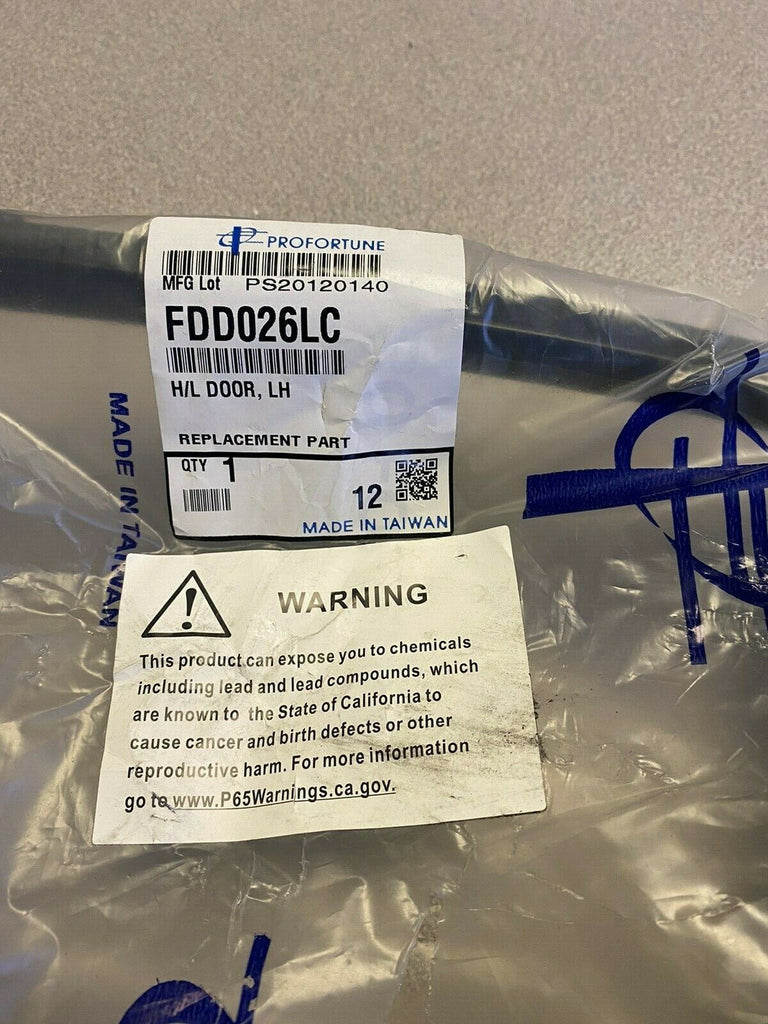 PROFORTUNE
MFG Lot PS20120140
FDD026LC
H/L DOOR, LH
REPLACEMENT PART
QTY 1
12
MADE IN TAIWAN
MADE IN TAIWAN
WARNING
This product can expose you to chemicals
including lead and lead compounds, which
are known to the State of California to
cause cancer and birth defects or other
reproductive harm. For more information
go to www.P65Warnings.ca.gov.